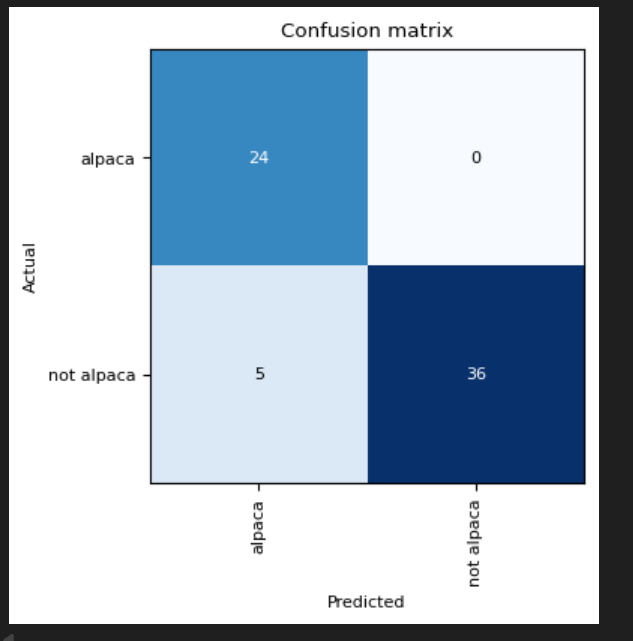 Confusion matrix
alpaca
24
0
Actual
not alpaca
5
36
alpaca
not alpaca
Predicted